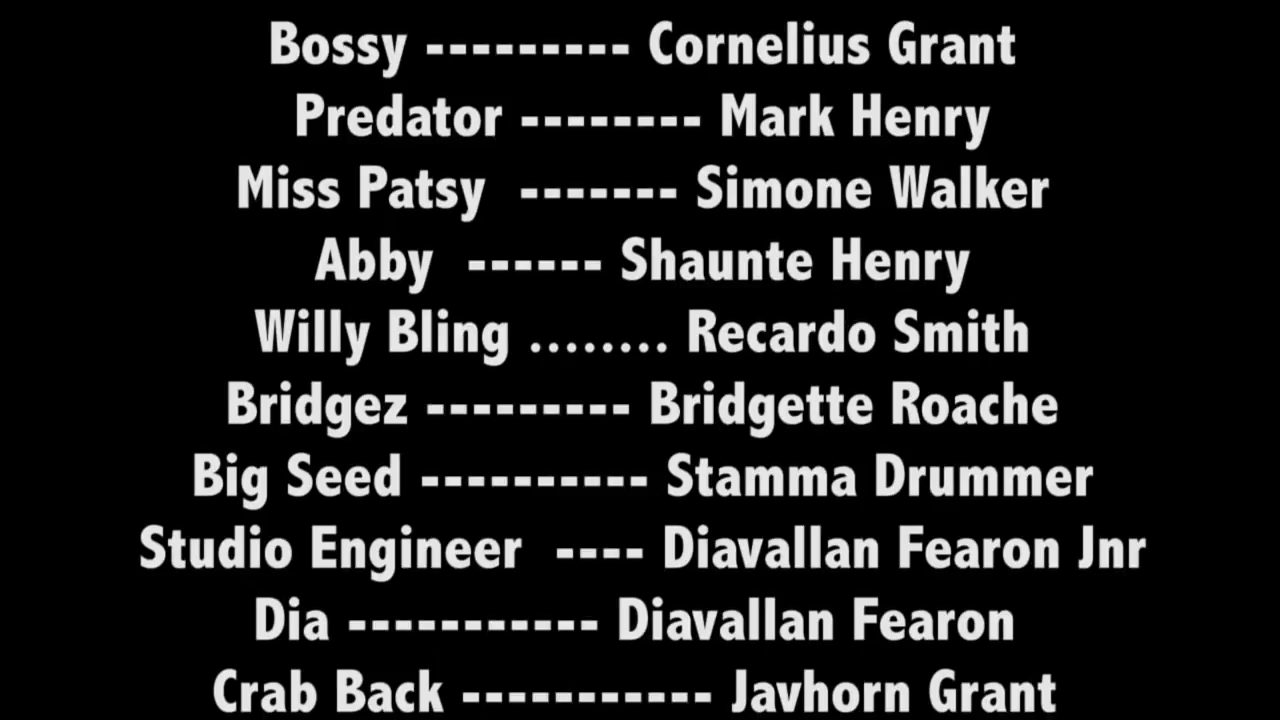 Bossy --------- Cornelius Grant
Predator -------- Mark Henry
Miss Patsy  ------- Simone Walker
Abby  ------ Shaunte Henry
Willy Bling ........ Recardo Smith
Bridgez --------- Bridgette Roache
Big Seed ---------- Stamma Drummer
Studio Engineer  ---- Diavallan Fearon Jnr
Dia ----------- Diavallan Fearon
Crab Back ----------- Javhorn Grant